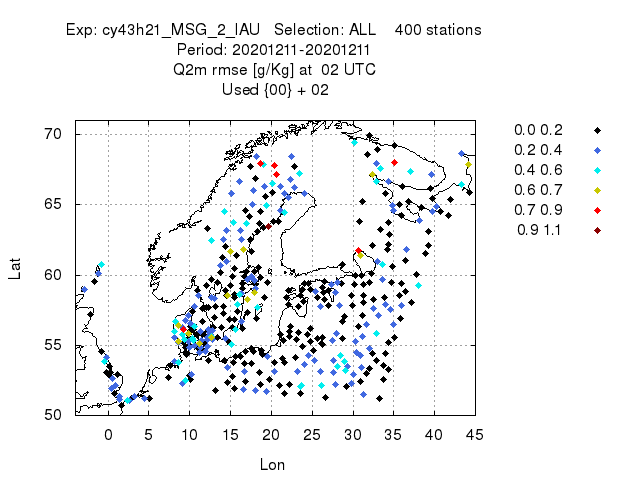 Exp: cy43h21_MSG_2_IAU   Selection: ALL    400 stations
Period: 20201211-20201211
Q2m rmse [g/Kg] at  02 UTC
Used {00} + 02
0.0 0.2
0.2 0.4
0.4 0.6
0.6 0.7
0.7 0.9
0.9 1.1
70
65
60
55
50
Lat
0 5 10 15 20 25 30 35 40 45
Lon